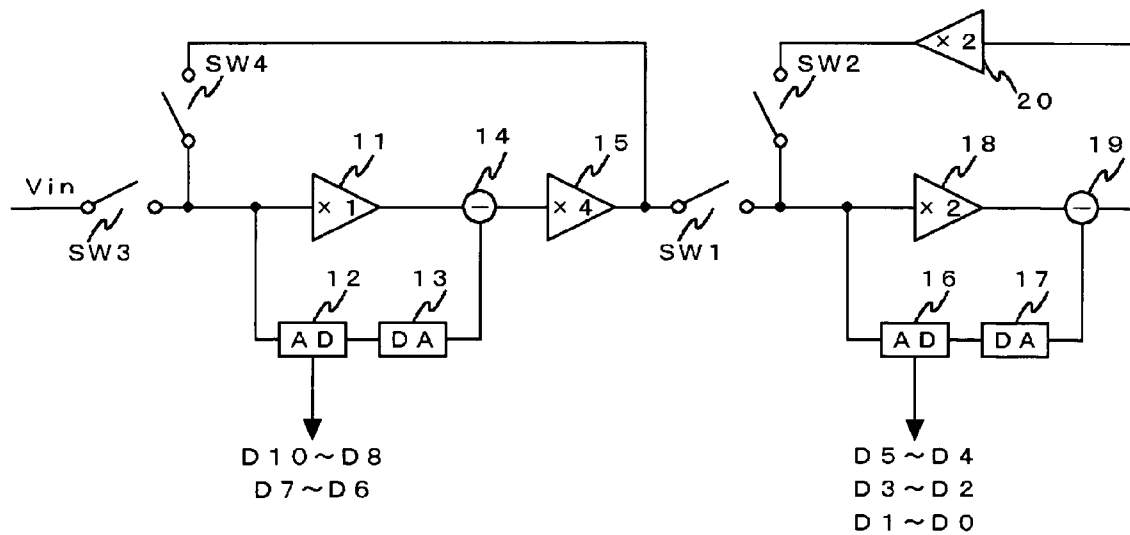 SW4
SW2
× 2
20
11
14
15
18
19
Vin
× 1
−
× 4
× 2
−
SW3
SW1
12
13
16
17
AD
DA
AD
DA
D10～D8
D7～D6
D5～D4
D3～D2
D1～D0